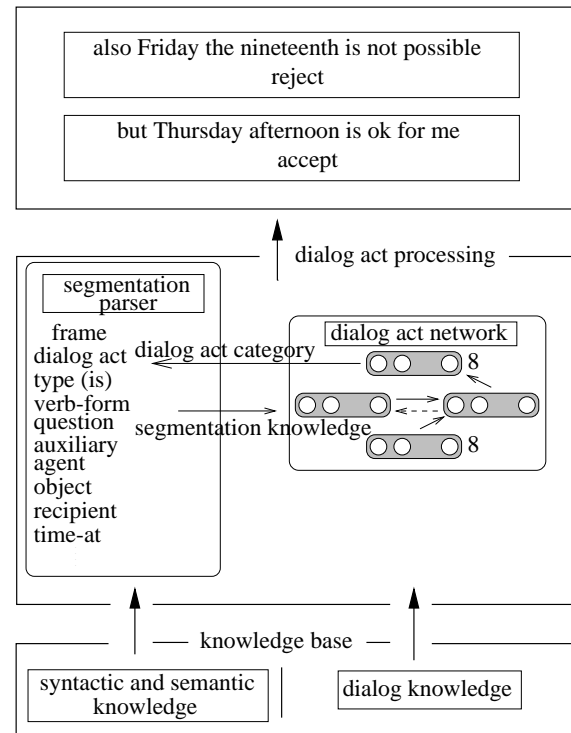 also Friday the nineteenth is not possible
reject
but Thursday afternoon is ok for me
accept
dialog act processing
segmentation
parser
frame
dialog act
type (is)
verb-form
question
auxiliary
agent
object
recipient
time-at
dialog act category
segmentation knowledge
dialog act network
8
8
knowledge base
syntactic and semantic
knowledge
dialog knowledge